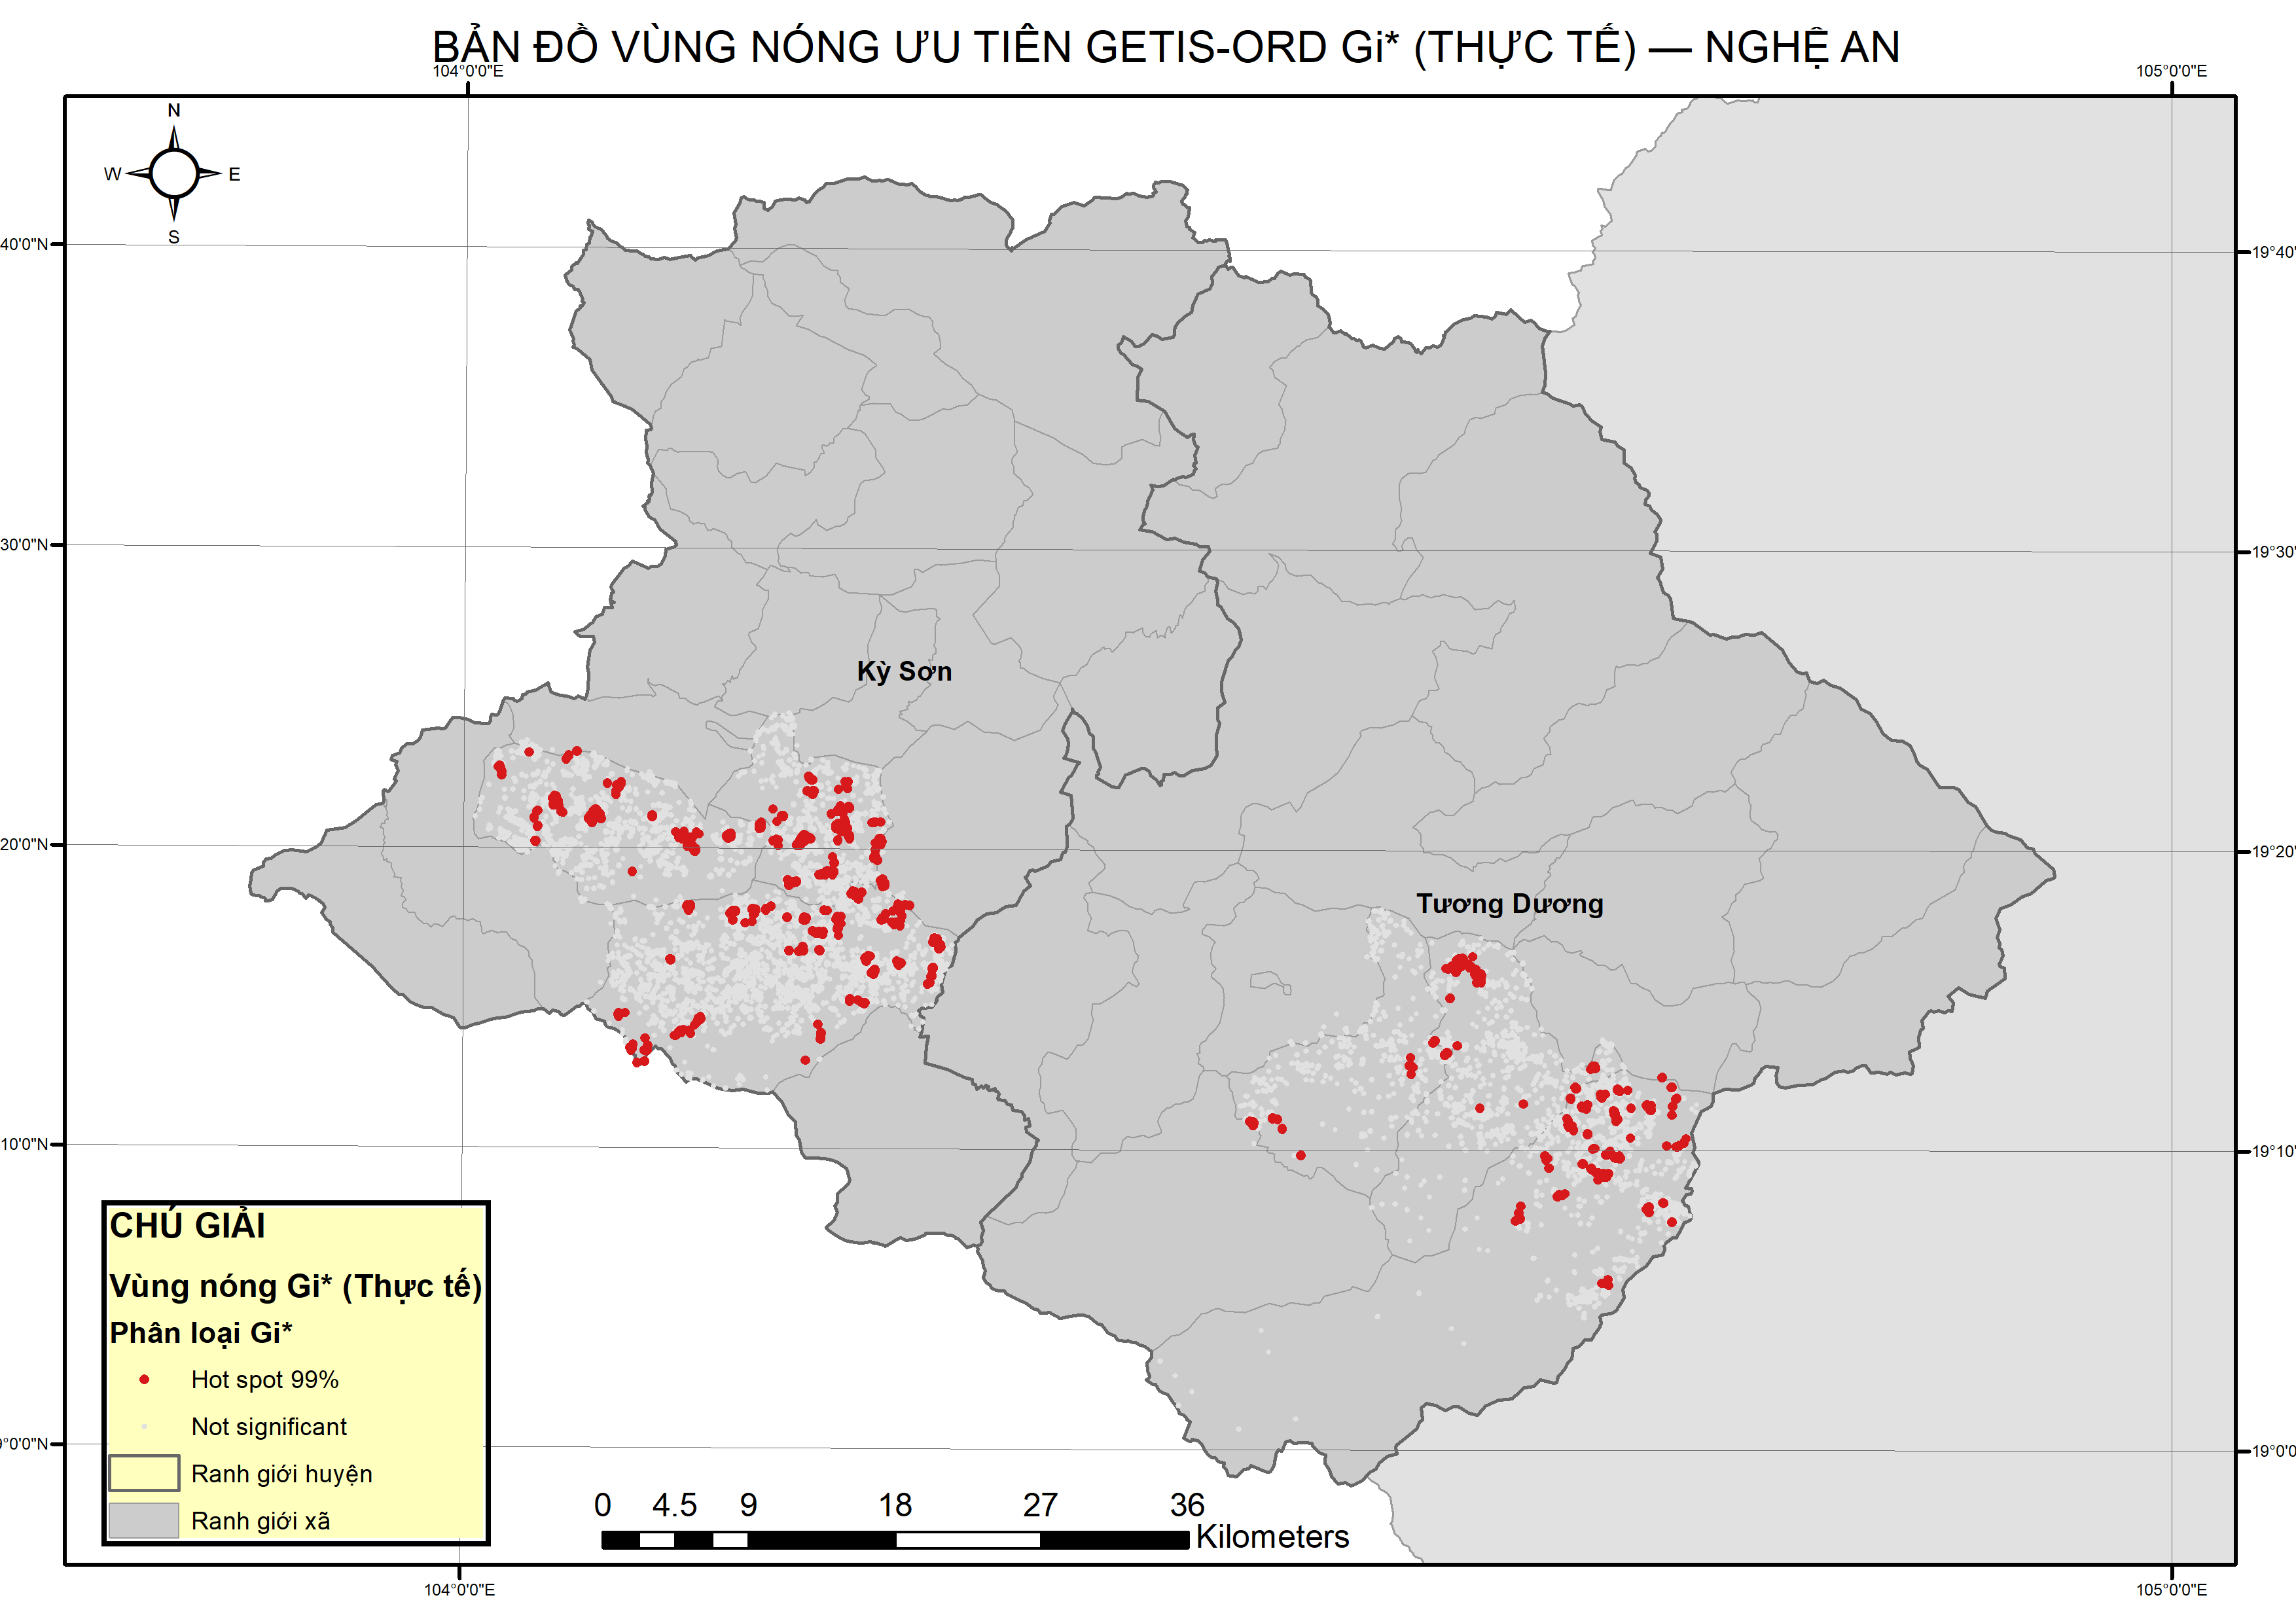 BẢN ĐỒ VÙNG NÓNG ƯU TIÊN GETIS-ORD Gi* (THỰC TẾ) — NGHỆ AN
104°0'0"E
105°0'0"E
N
W
E
S
40'0"N
19°40'
30'0"N
19°30'
Kỳ Sơn
20'0"N
19°20'
Tương Dương
10'0"N
19°10'
CHÚ GIẢI
Vùng nóng Gi* (Thực tế)
Phân loại Gi*
Hot spot 99%
Not significant
Ranh giới huyện
Ranh giới xã
9°0'0"N
19°0'0
0 4.5 9 18 27 36
Kilometers
104°0'0"E
105°0'0"E